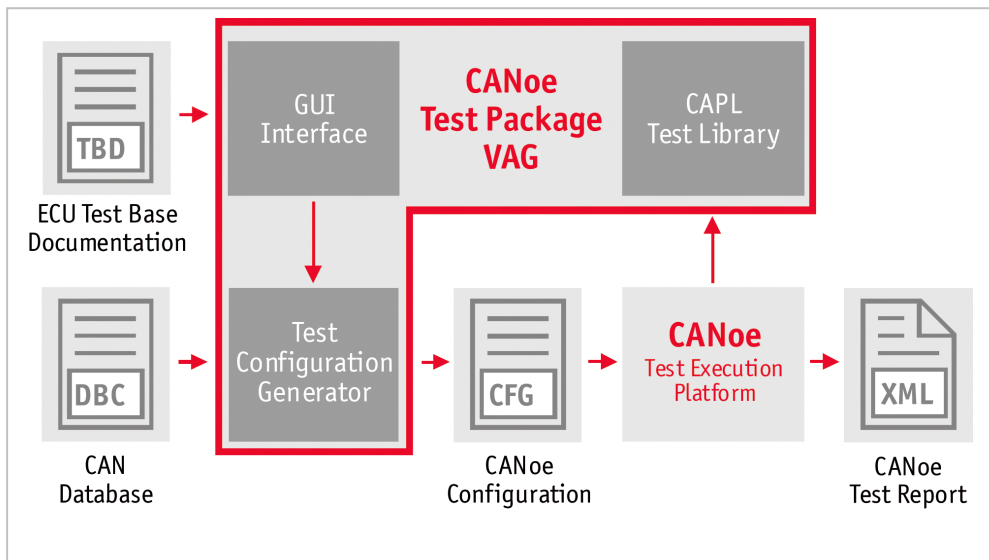 TBD
ECU Test Base
Documentation
GUI
Interface
CANoe
Test Package
VAG
CAPL
Test Library
DBC
CAN
Database
Test
Configuration
Generator
CFG
CANoe
Configuration
CANoe
Test Execution
Platform
XML
CANoe
Test Report